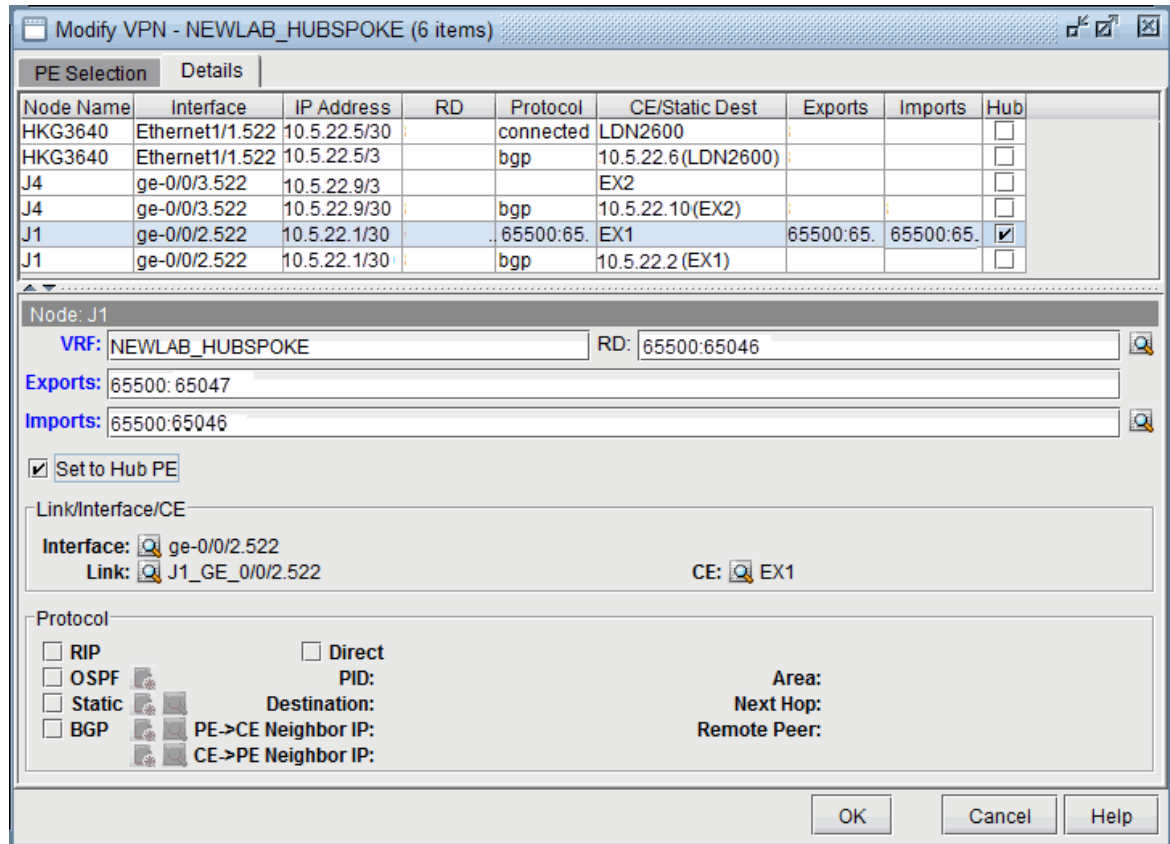 Modify VPN - NEWLAB_HUBSPOKE (6 items)
PE Selection Details
Node Name Interface IP Address RD Protocol CE/Static Dest Exports Imports Hub
HKG3640 Ethernet1/1.522 10.5.22.5/30 connected LDN2600
HKG3640 Ethernet1/1.522 10.5.22.5/3 bgp 10.5.22.6(LDN2600)
J4 ge-0/0/3.522 10.5.22.9/3 EX2
J4 ge-0/0/3.522 10.5.22.9/30 bgp 10.5.22.10(EX2)
J1 ge-0/0/2.522 10.5.22.1/30 .. 65500:65. EX1 65500:65. 65500:65..
J1 ge-0/0/2.522 10.5.22.1/30 bgp 10.5.22.2 (EX1)
Node: J1
VRF: NEWLAB_HUBSPOKE RD: 65500:65046
Exports: 65500: 65047
Imports: 65500:65046
Set to Hub PE
Link/Interface/CE
Interface: ge-0/0/2.522
Link: J1_GE_0/0/2.522 CE: EX1
Protocol
RIP Direct
OSPF PID: Area:
Static Destination: Next Hop:
BGP PE->CE Neighbor IP: Remote Peer:
CE->PE Neighbor IP:
OK Cancel Help